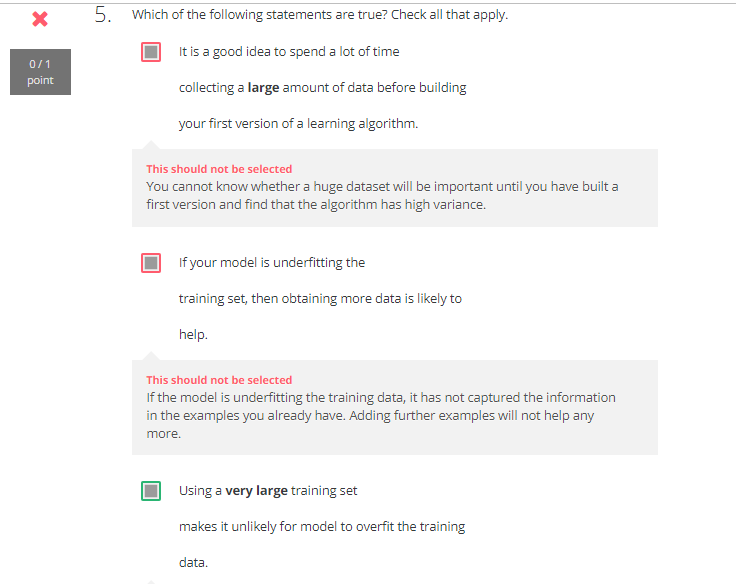 5. Which of the following statements are true? Check all that apply.
0 / 1
point
It is a good idea to spend a lot of time
collecting a large amount of data before building
your first version of a learning algorithm.
This should not be selected
You cannot know whether a huge dataset will be important until you have built a
first version and find that the algorithm has high variance.
If your model is underfitting the
training set, then obtaining more data is likely to
help.
This should not be selected
If the model is underfitting the training data, it has not captured the information
in the examples you already have. Adding further examples will not help any
more.
Using a very large training set
makes it unlikely for model to overfit the training
data.